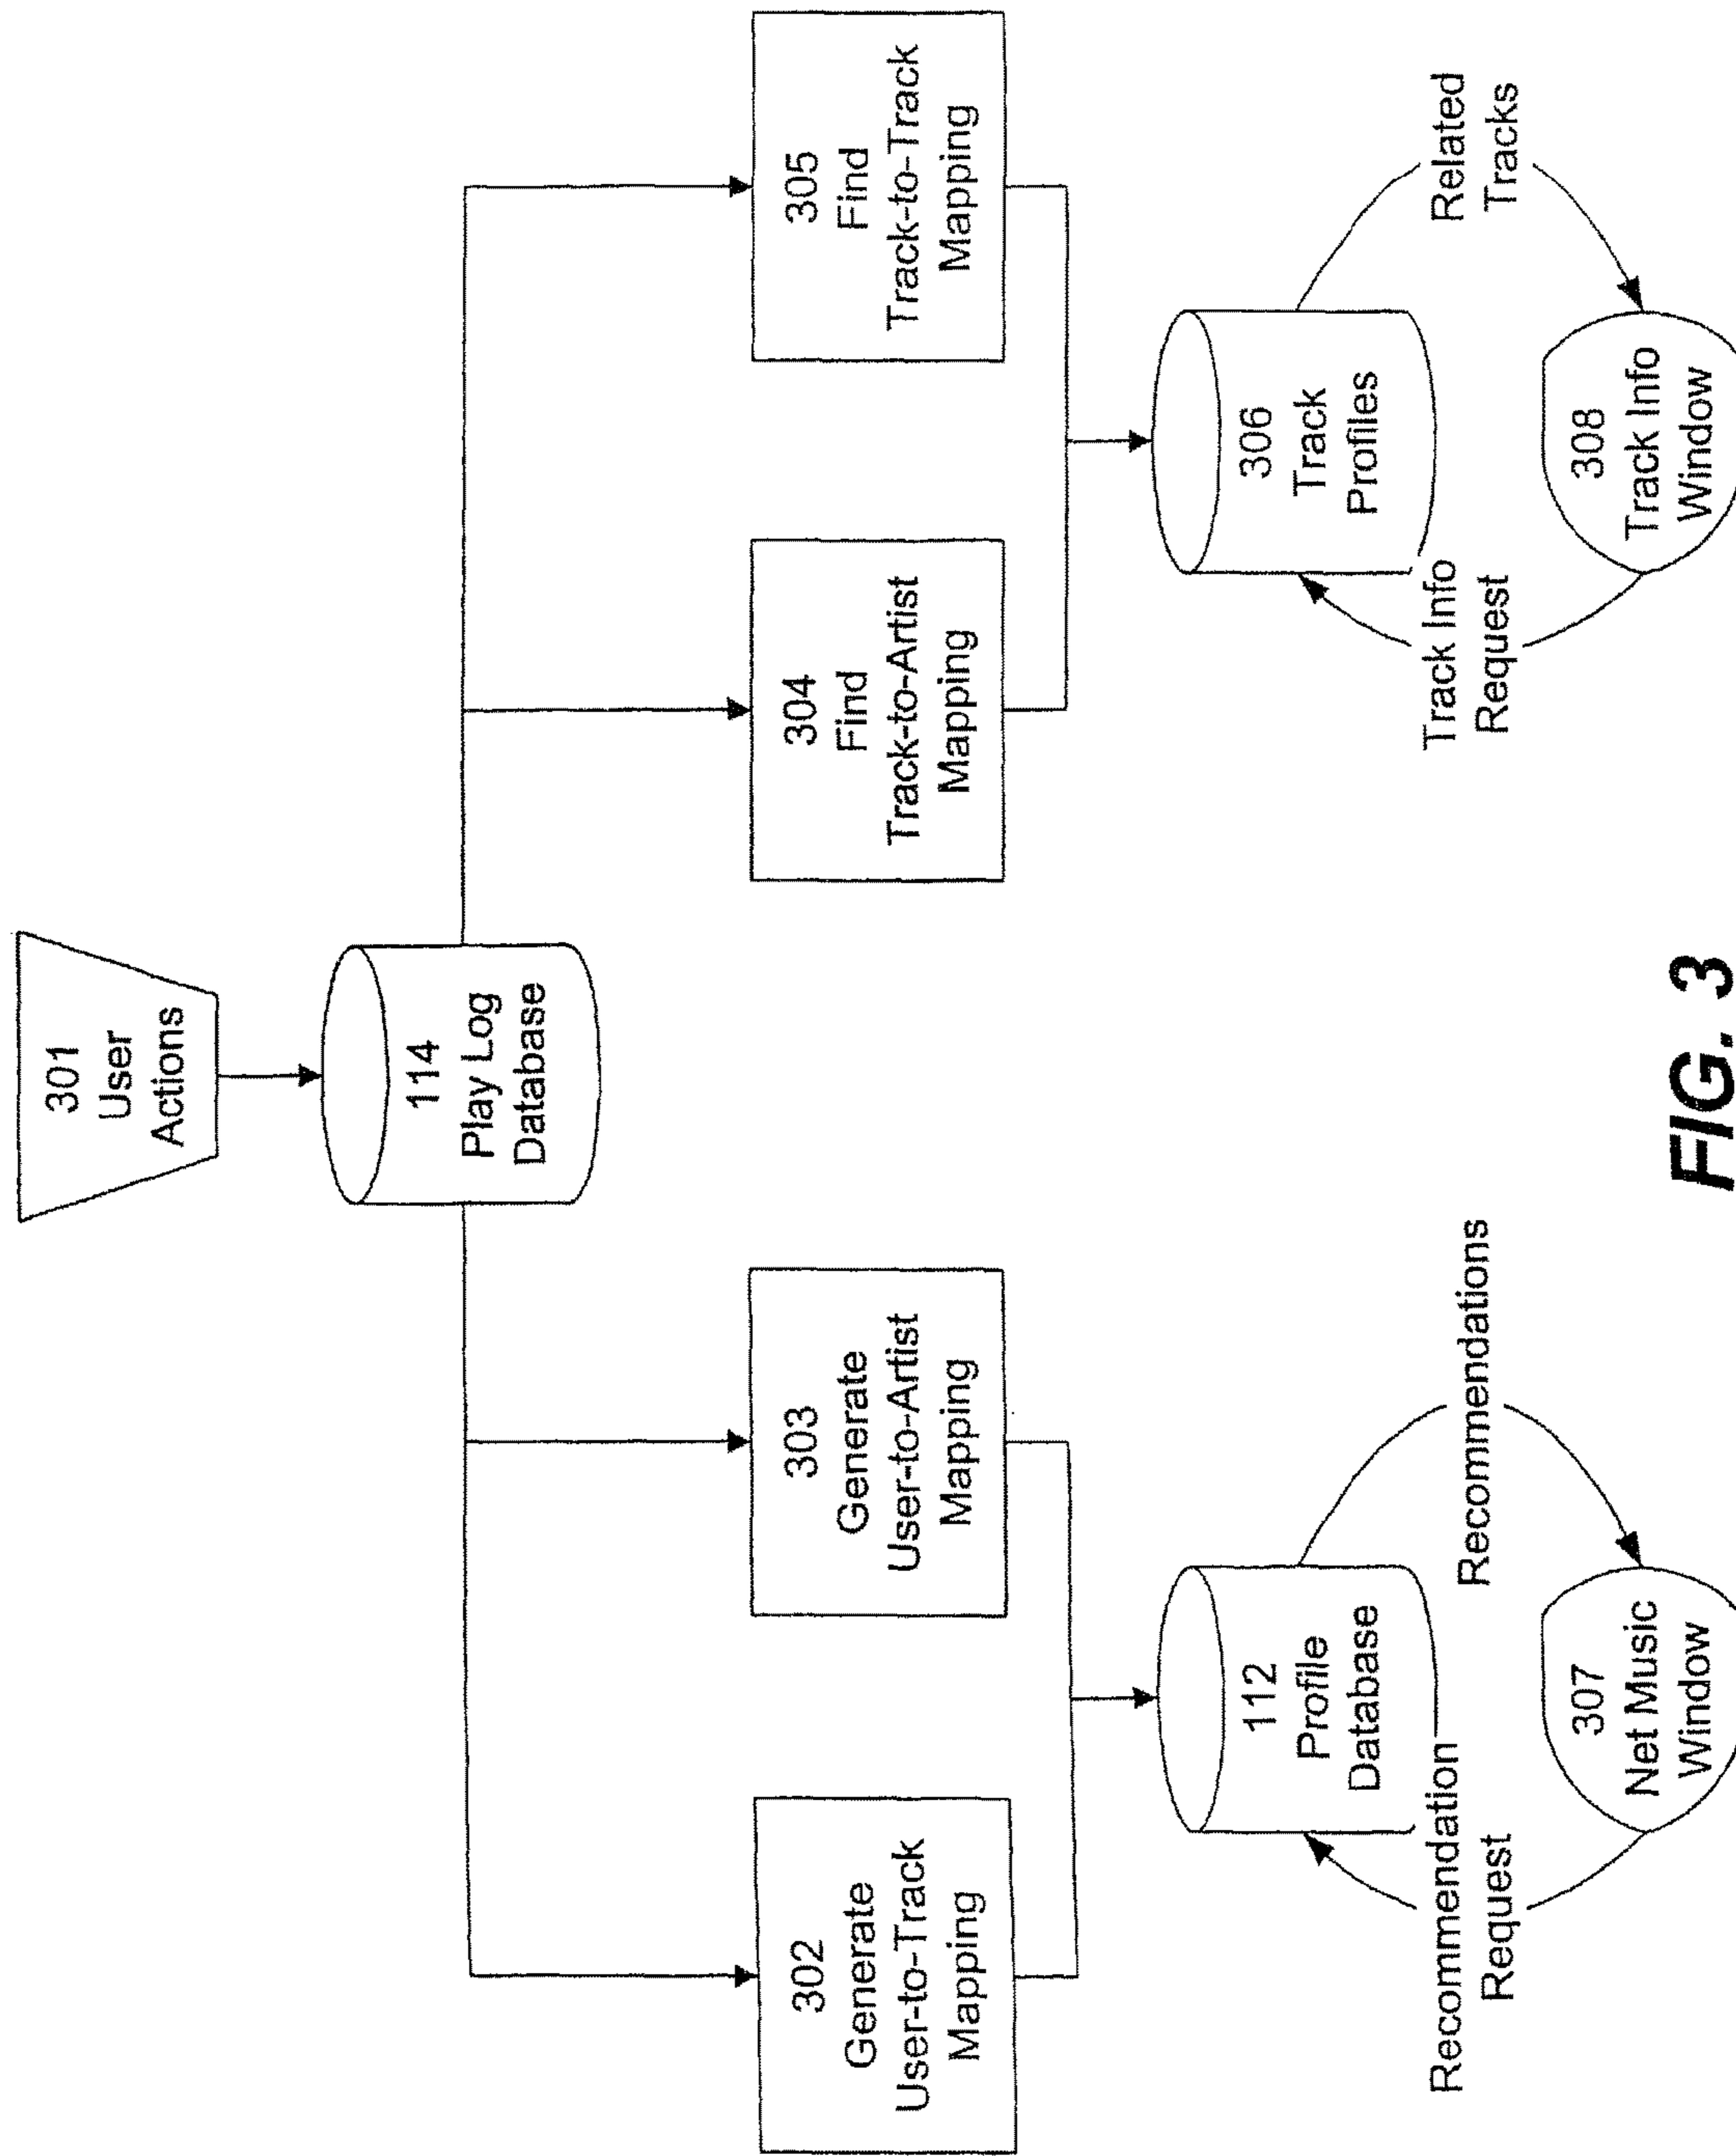 301
User
Actions
114
Play Log
Database
302
Generate
User-to-Track
Mapping
303
Generate
User-to-Artist
Mapping
304
Find
Track-to-Artist
Mapping
305
Find
Track-to-Track
Mapping
112
Profile
Database
Recommendation
Request
Recommendations
307
Net Music
Window
306
Track
Profiles
Track Info
Request
Related
Tracks
308
Track Info
Window
FIG. 3